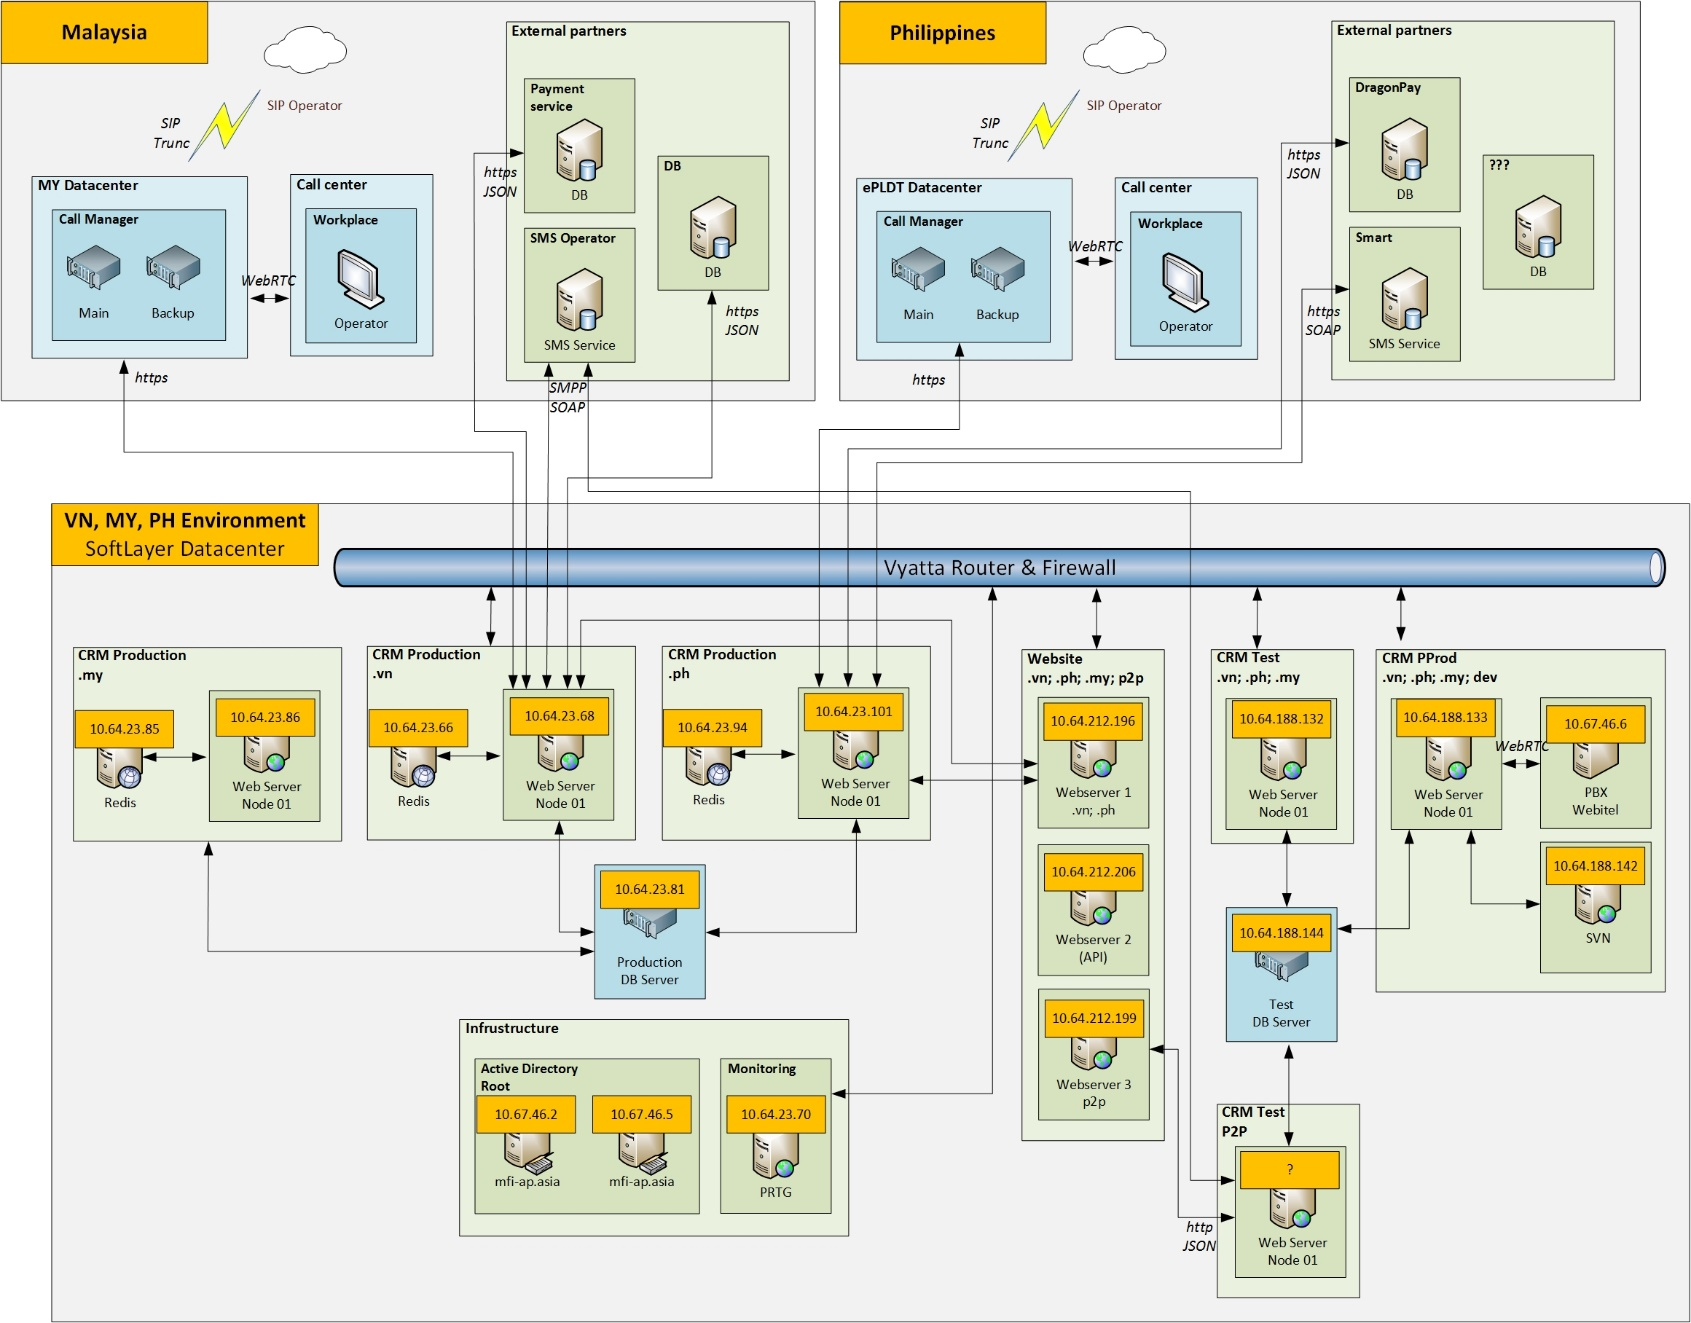 Malaysia
SIP Operator
SIP
Trunc
MY Datacenter
Call Manager
Main
Backup
WebRTC
Call center
Workplace
Operator
https
External partners
Payment
service
DB
https
JSON
SMS Operator
SMS Service
DB
DB
https
JSON
SMPP
SOAP
Philippines
SIP Operator
SIP
Trunc
ePLDT Datacenter
Call Manager
Main
Backup
WebRTC
Call center
Workplace
Operator
https
External partners
DragonPay
DB
https
JSON
Smart
SMS Service
https
SOAP
???
DB
VN, MY, PH Environment
SoftLayer Datacenter
Vyatta Router & Firewall
CRM Production
.my
10.64.23.85
Redis
10.64.23.86
Web Server
Node 01
CRM Production
.vn
10.64.23.66
Redis
10.64.23.68
Web Server
Node 01
CRM Production
.ph
10.64.23.94
Redis
10.64.23.101
Web Server
Node 01
10.64.23.81
Production
DB Server
Website
.vn; .ph; .my; p2p
10.64.212.196
Webserver 1
.vn; .ph
10.64.212.206
Webserver 2
(API)
10.64.212.199
Webserver 3
p2p
CRM Test
.vn; .ph; .my
10.64.188.132
Web Server
Node 01
10.64.188.144
Test
DB Server
CRM PProd
.vn; .ph; .my; dev
10.64.188.133
Web Server
Node 01
WebRTC
10.67.46.6
PBX
Webitel
10.64.188.142
SVN
Infrustructure
Active Directory
Root
10.67.46.2
mfi-ap.asia
10.67.46.5
mfi-ap.asia
Monitoring
10.64.23.70
PRTG
CRM Test
P2P
?
Web Server
Node 01
http
JSON